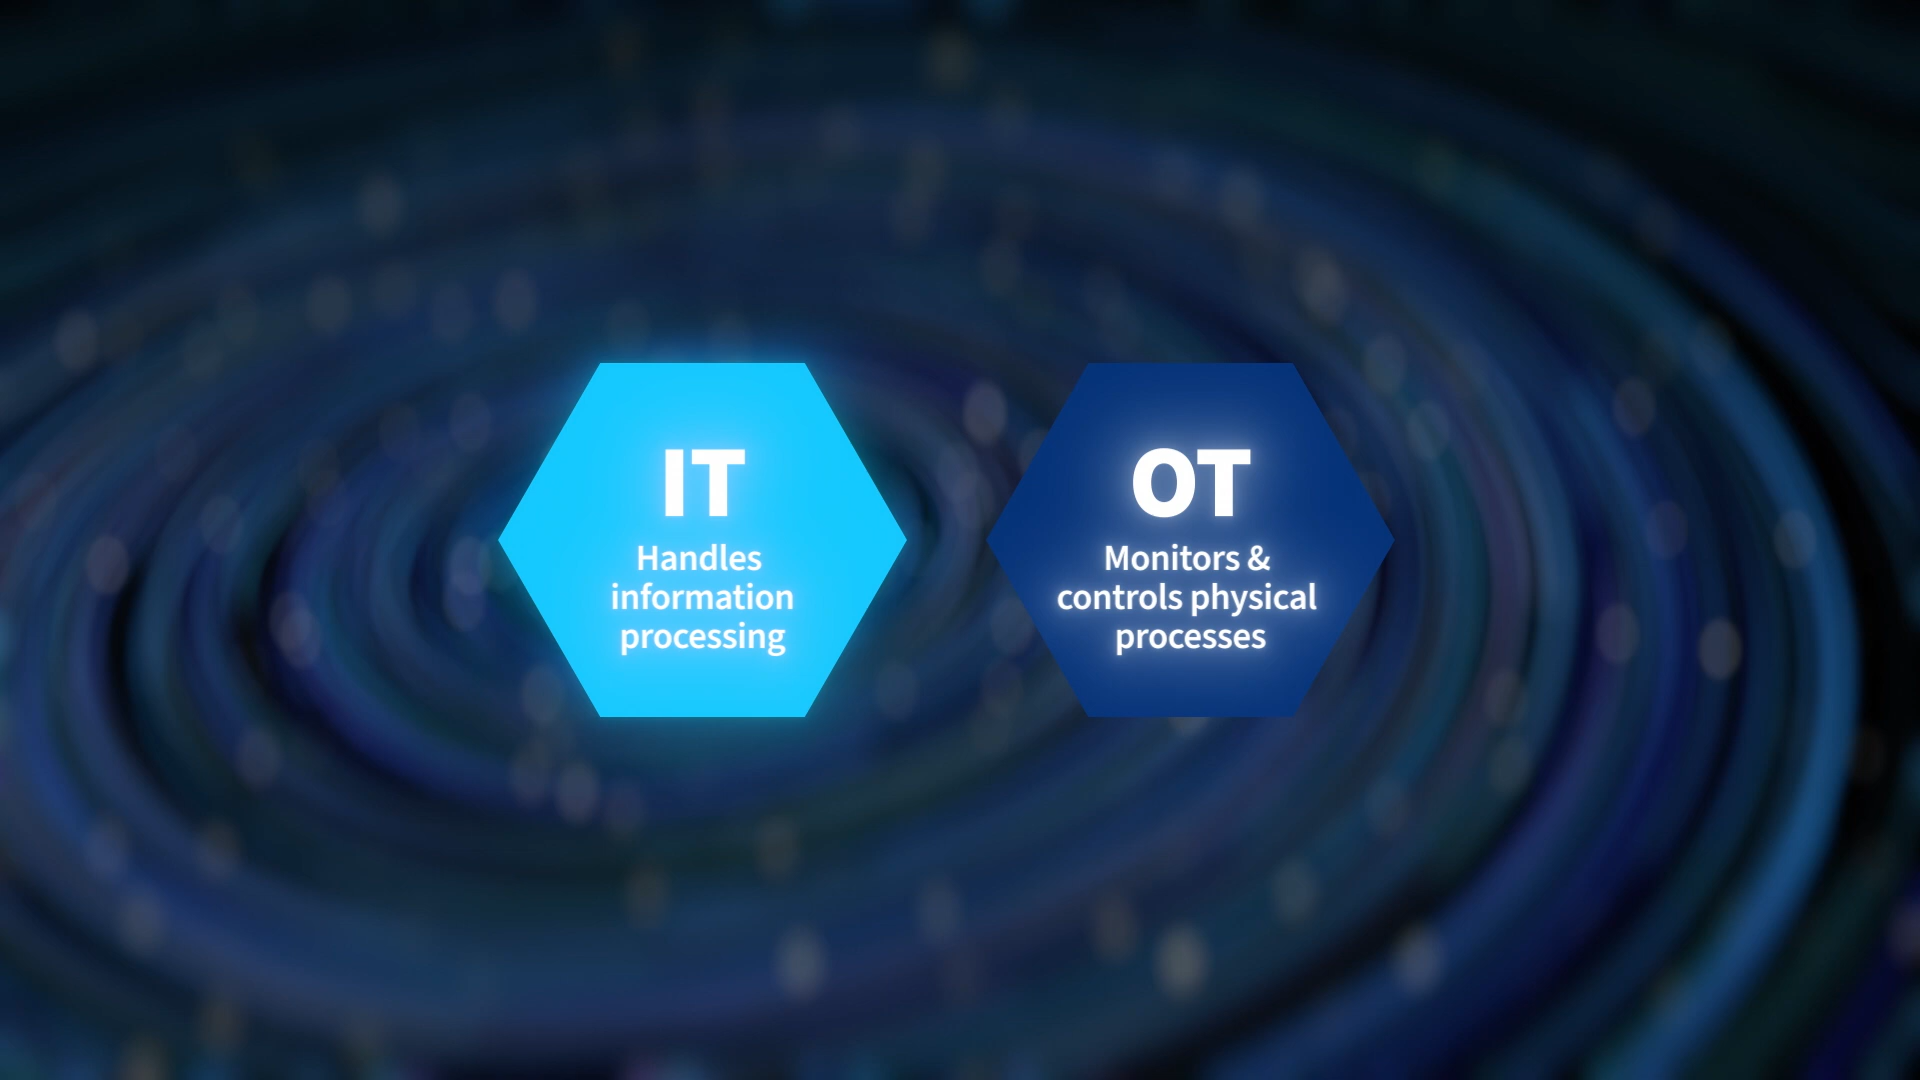 IT
Handles
information
processing
OT
Monitors &
controls physical
processes